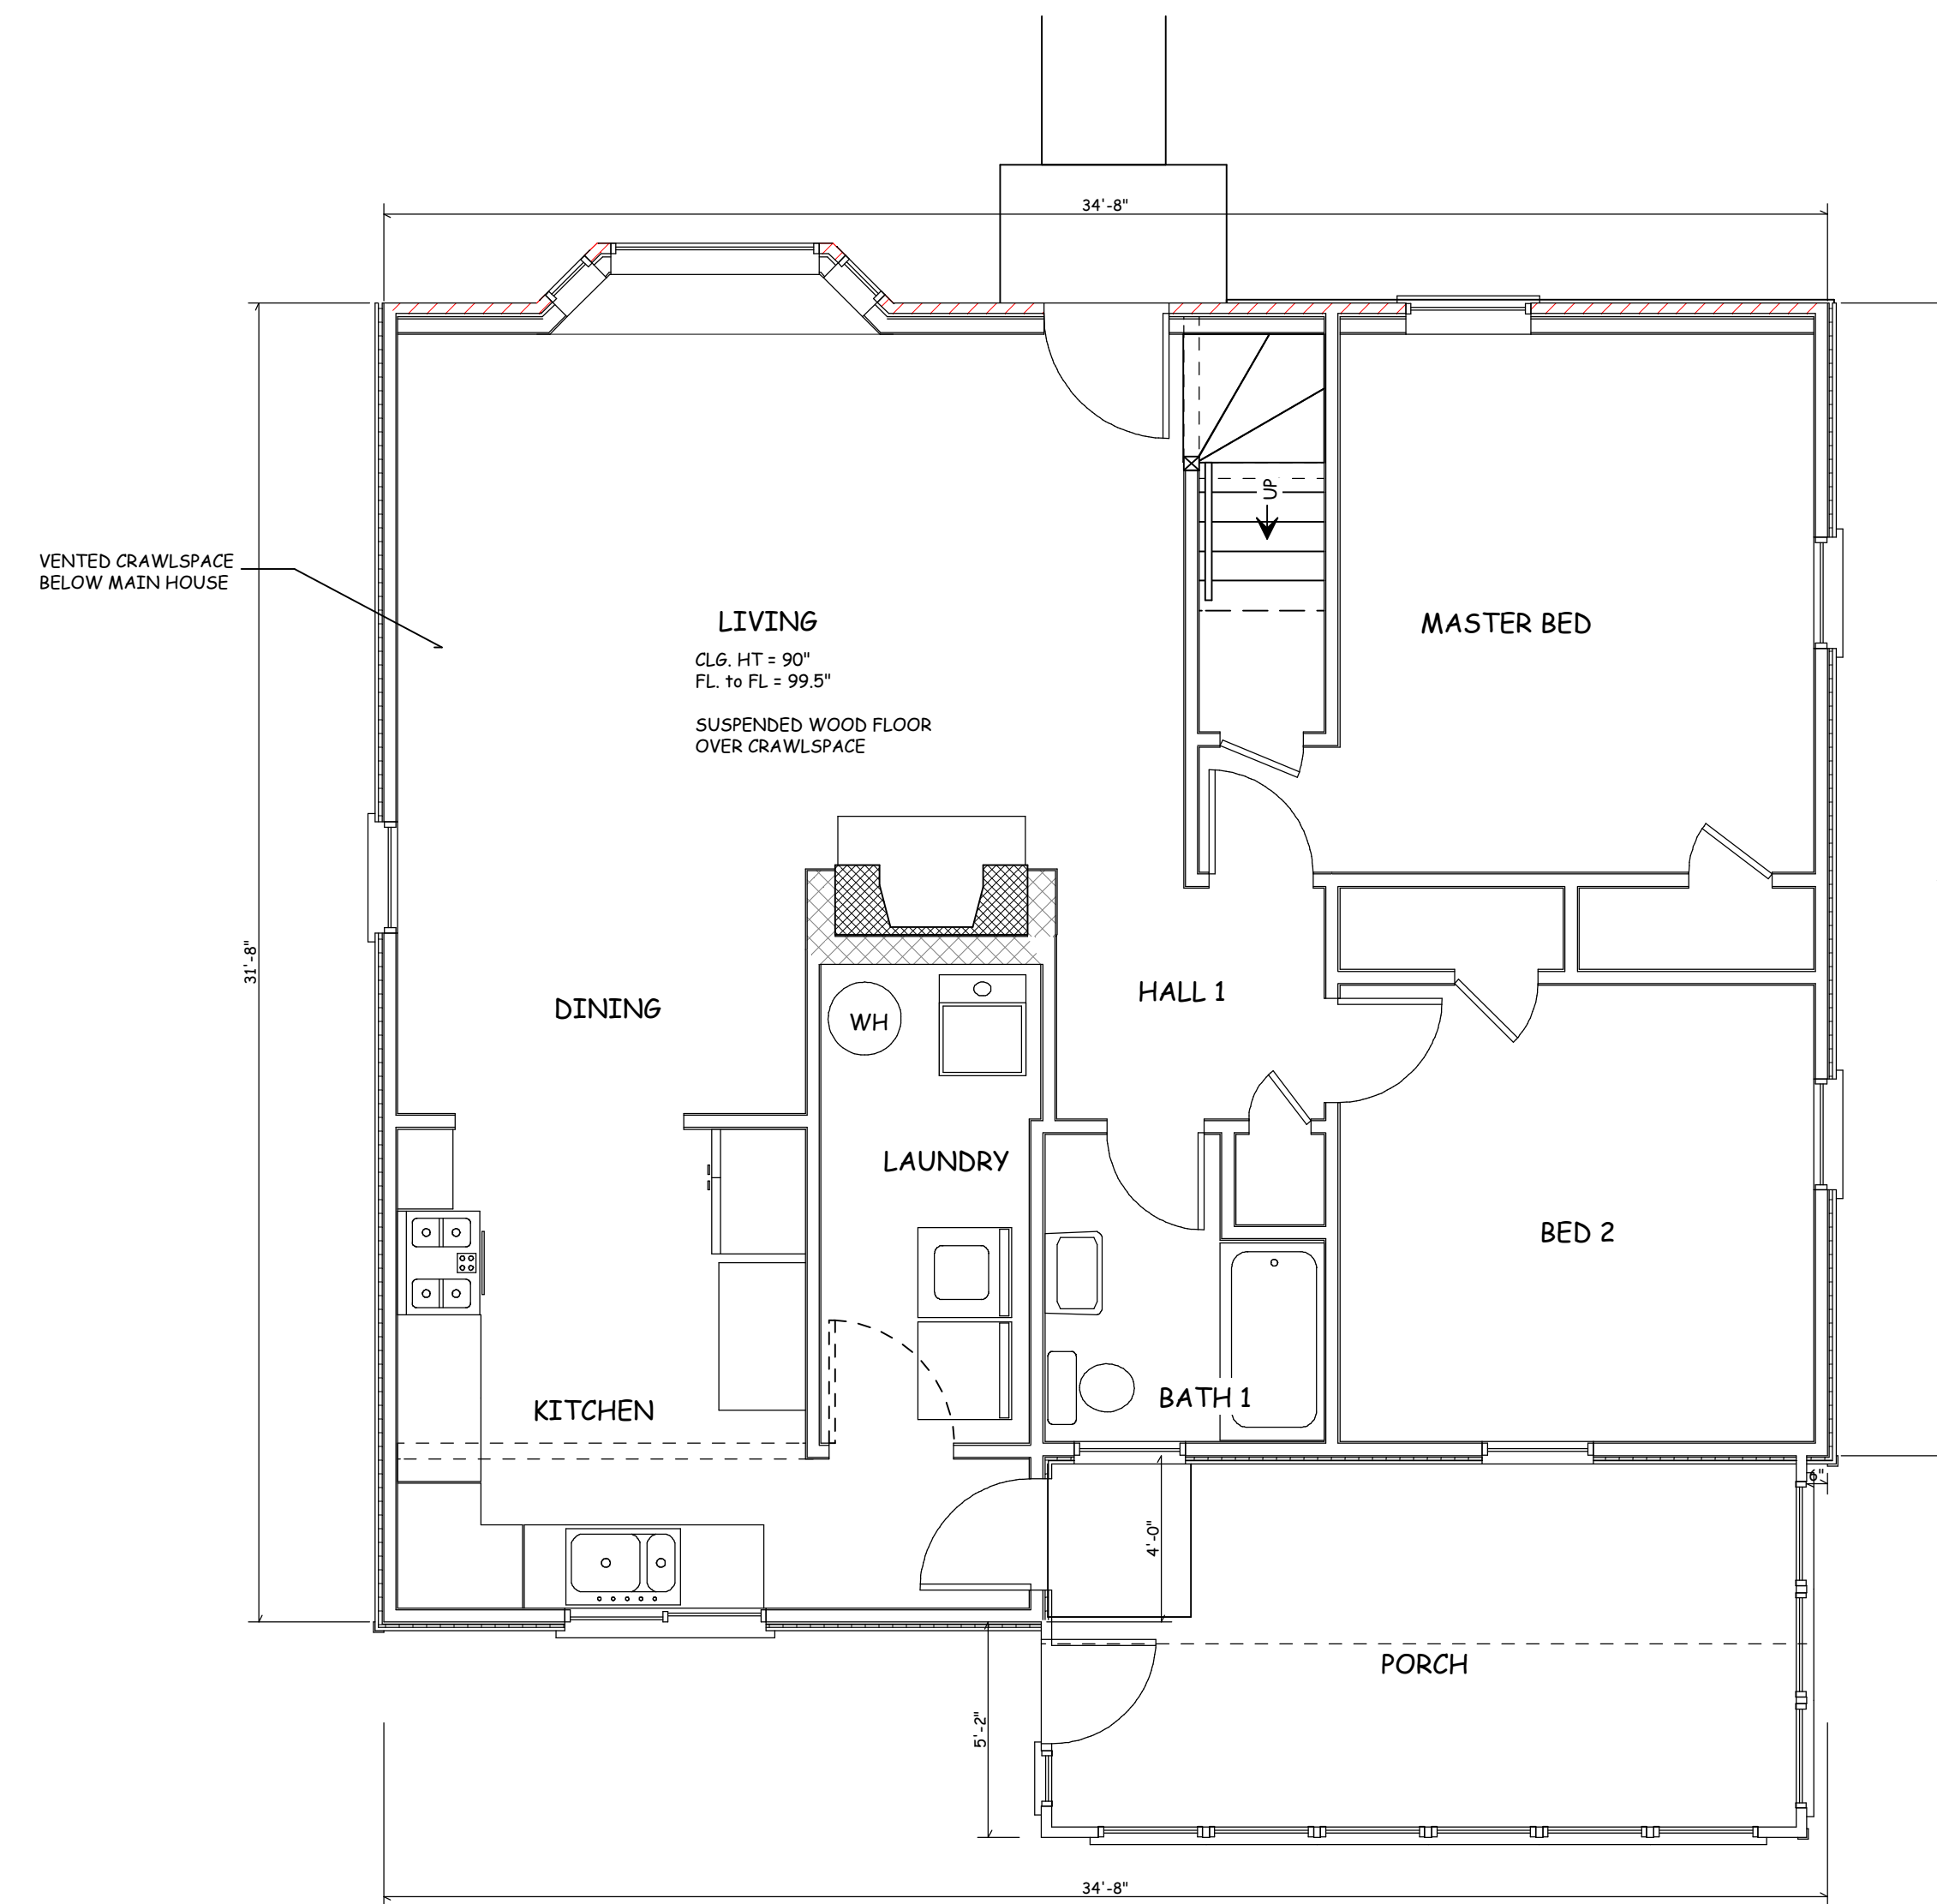 34'-8"
VENTED CRAWLSPACE
BELOW MAIN HOUSE
UP
LIVING
CLG. HT = 90"
FL. to FL = 99.5"
SUSPENDED WOOD FLOOR
OVER CRAWLSPACE
MASTER BED
31'-8"
DINING
WH
HALL 1
LAUNDRY
BED 2
KITCHEN
BATH 1
6"
4'-0"
PORCH
5'-2"
34'-8"